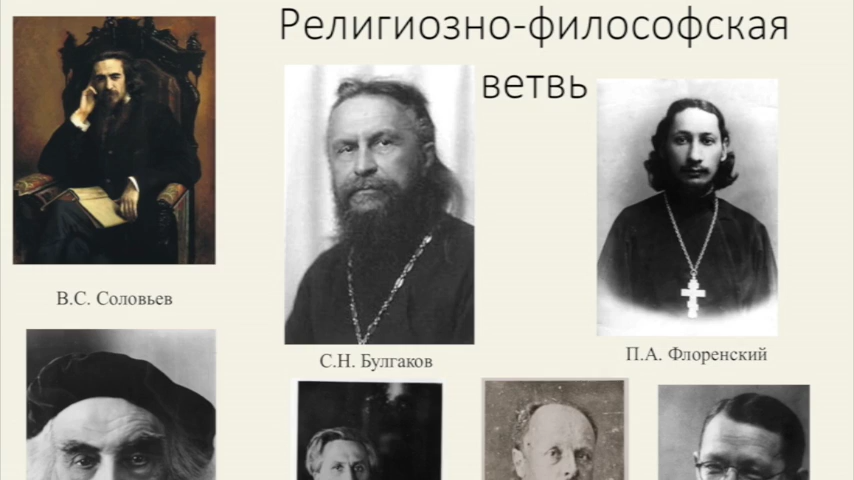 Религиозно-философская
ветвь
В.С. Соловьев
С.Н. Булгаков
П.А. Флоренский